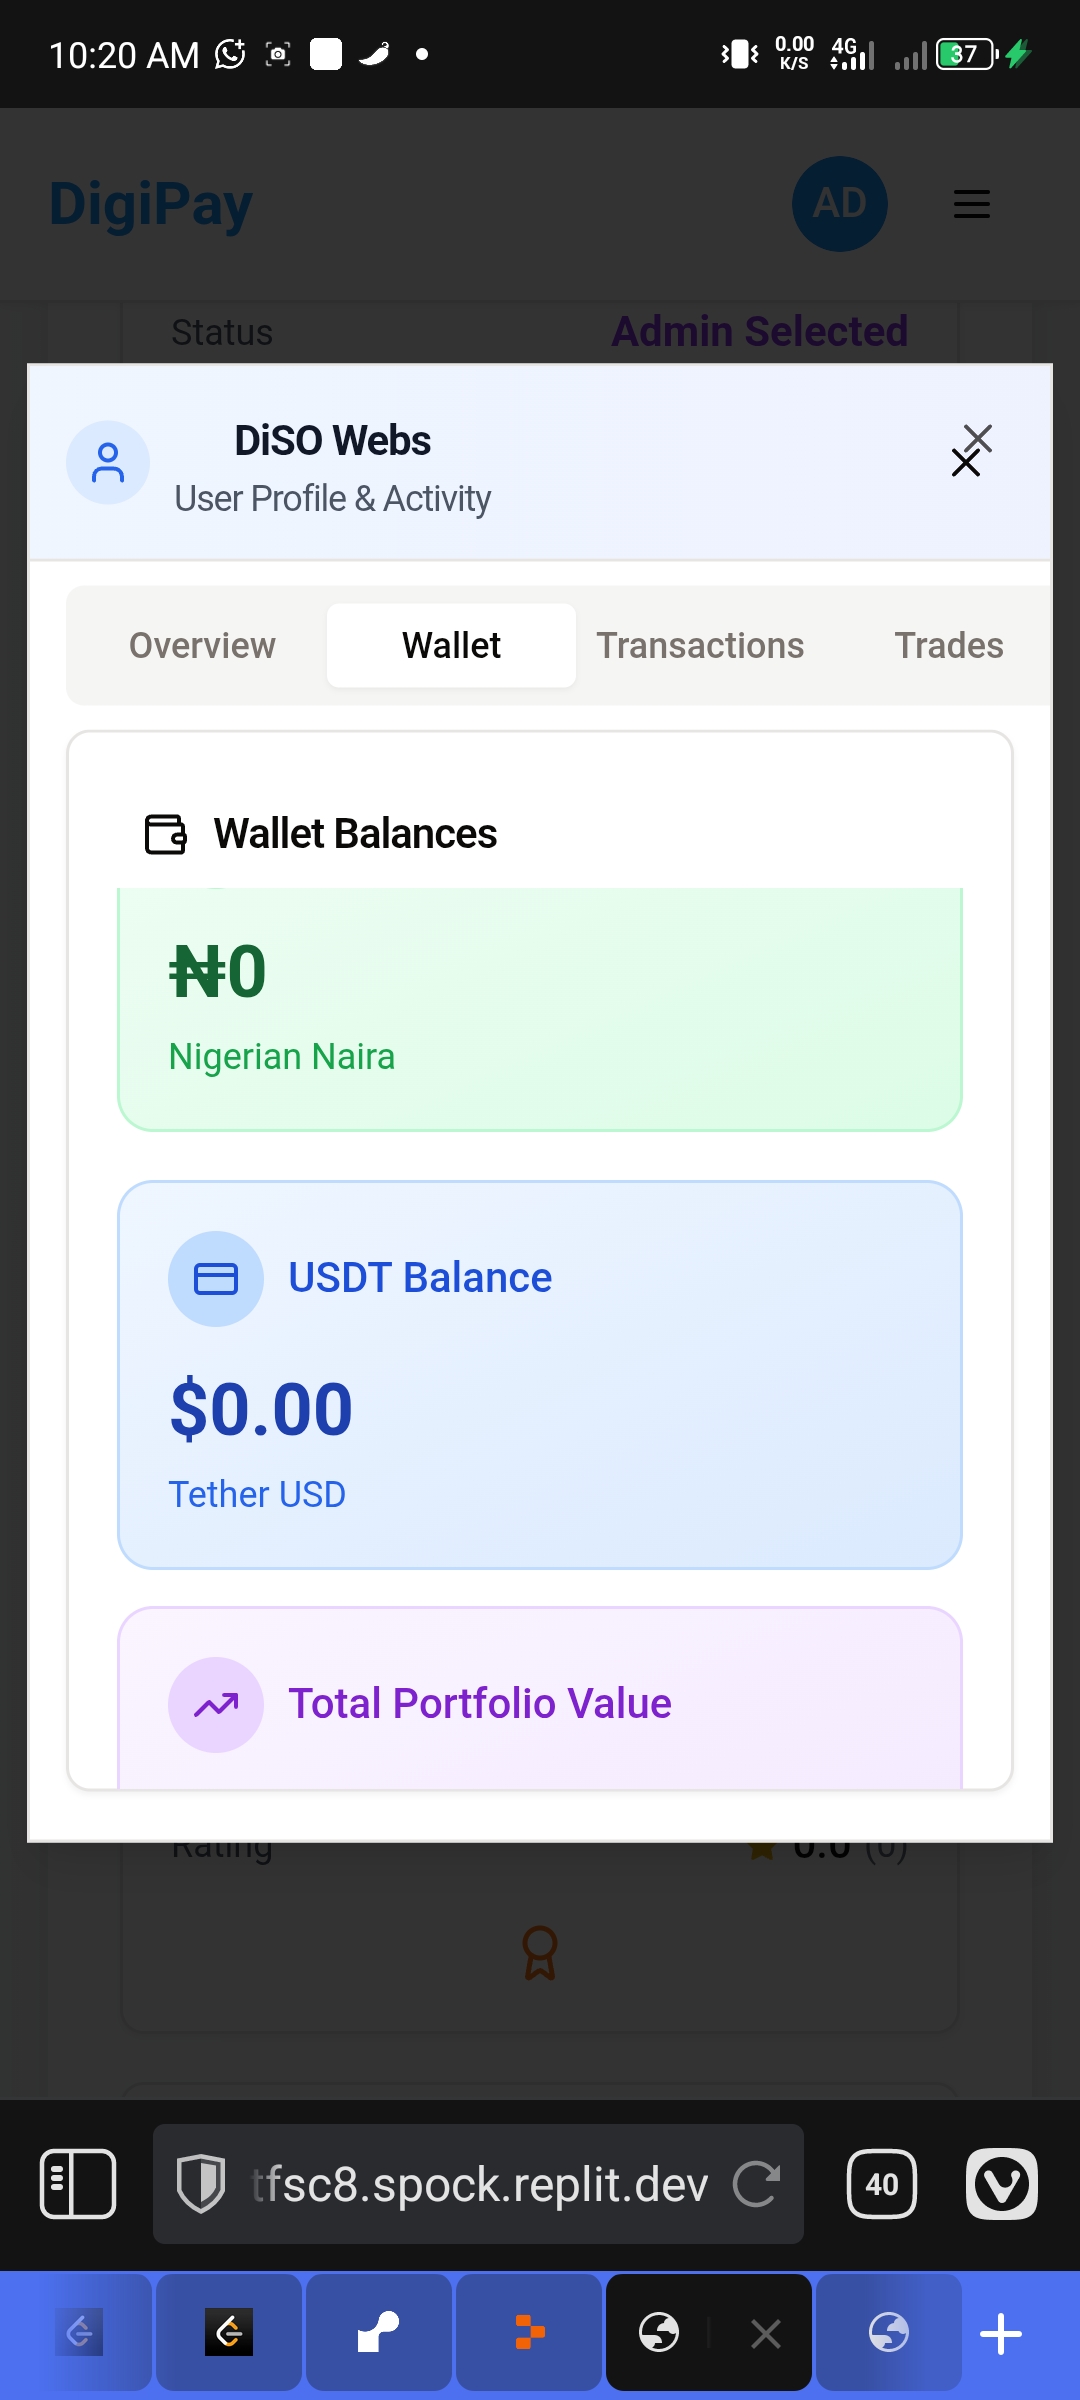 10:20 AM
0.00
K/S
4G
37
DigiPay
AD
Status
Admin Selected
DiSO Webs
User Profile & Activity
Overview
Wallet
Transactions
Trades
Wallet Balances
₦0
Nigerian Naira
USDT Balance
$0.00
Tether USD
Total Portfolio Value
Rating
0.0 (0)
tfsc8.spock.replit.dev
40